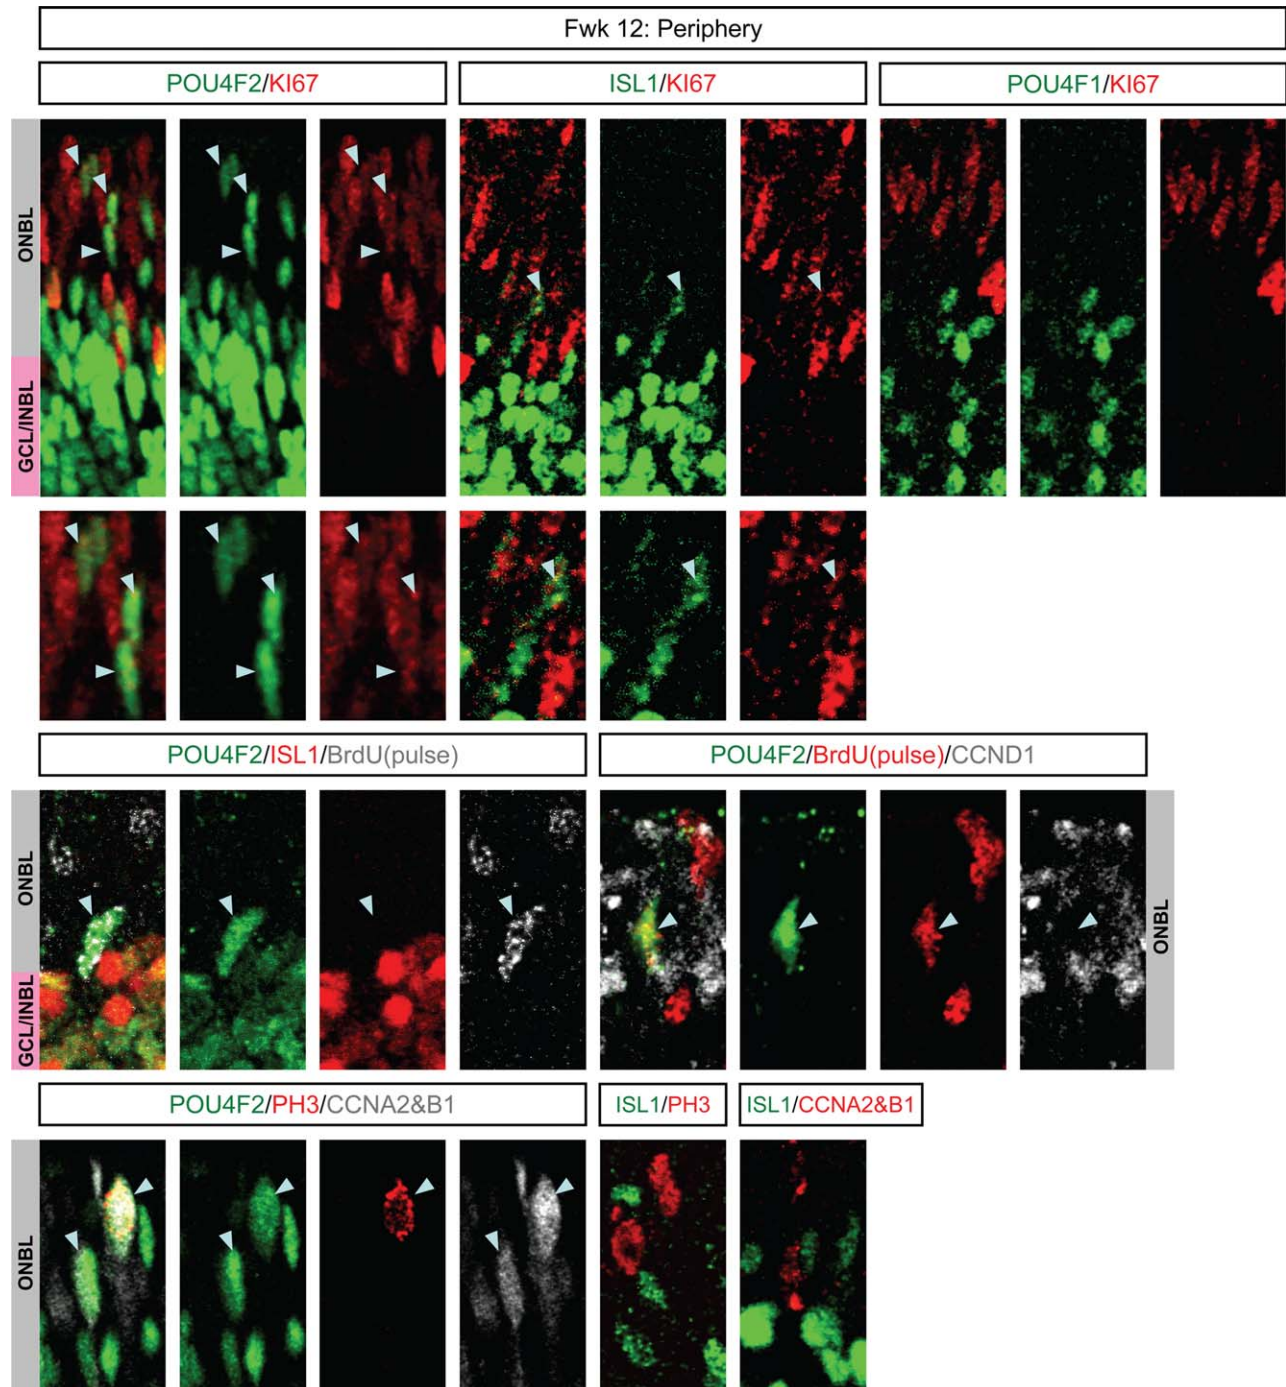 Fwk 12: Periphery
POU4F2/KI67
ISL1/KI67
POU4F1/KI67
ONBL
GCL/INBL
POU4F2/ISL1/BrdU(pulse)
POU4F2/BrdU(pulse)/CCND1
ONBL
GCL/INBL
ONBL
POU4F2/PH3/CCNA2&B1
ISL1/PH3
ISL1/CCNA2&B1
ONBL